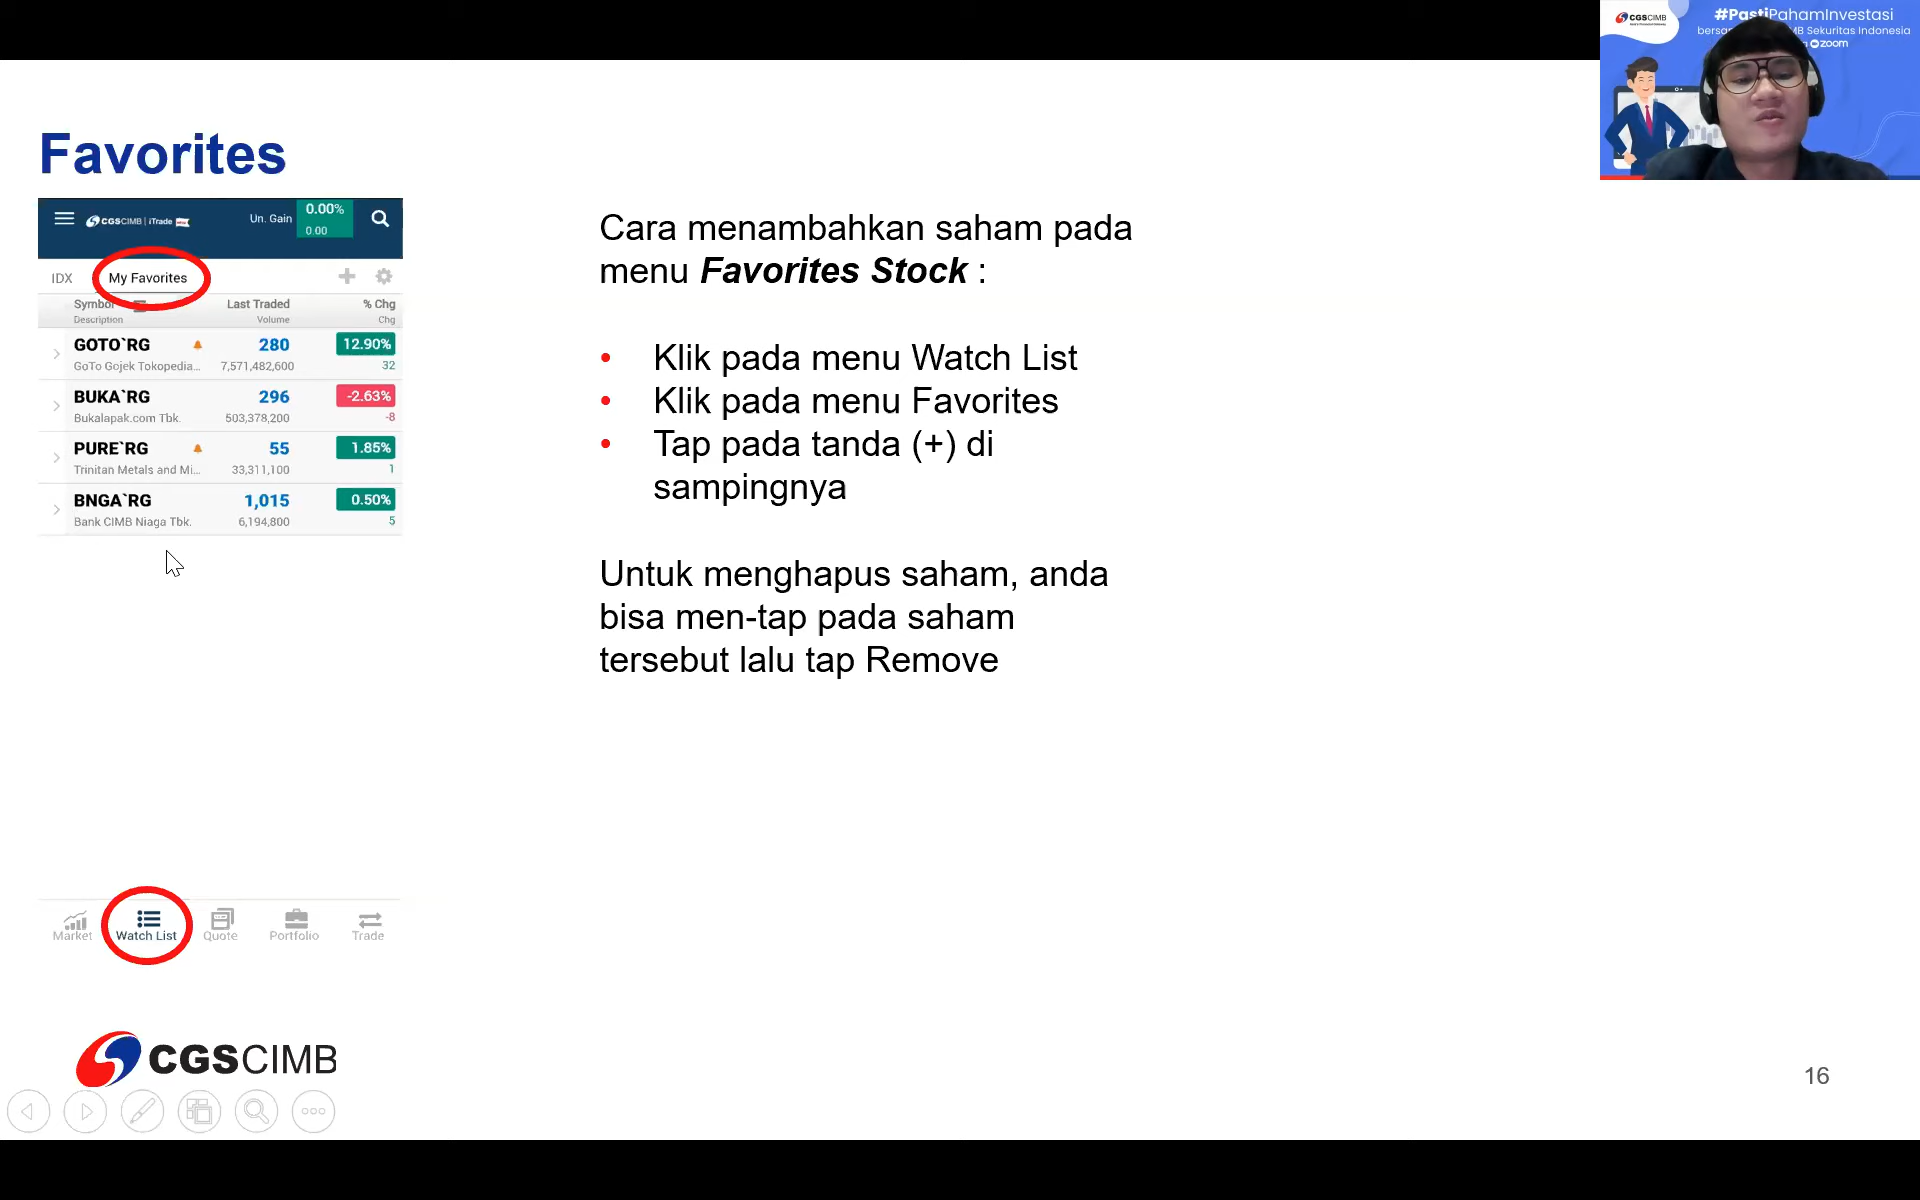 CGSCIMB
#PastiPahamInvestasi
MB Sekuritas Indonesia
zoom
Favorites
CGSCIMB | iTrade
Un. Gain
0.00%
0.00
IDX
My Favorites
Symbol
Last Traded
% Chg
Description
Volume
Chg
GOTO`RG
280
12.90%
GoTo Gojek Tokopedia...
7,571,482,600
32
BUKA`RG
296
-2.63%
Bukalapak.com Tbk.
503,378,200
-8
PURE`RG
55
1.85%
Trinitan Metals and Mi...
33,311,100
1
BNGA`RG
1,015
0.50%
Bank CIMB Niaga Tbk.
6,194,800
5
Market
Watch List
Quote
Portfolio
Trade
Cara menambahkan saham pada
menu Favorites Stock :
• Klik pada menu Watch List
• Klik pada menu Favorites
• Tap pada tanda (+) di
sampingnya
Untuk menghapus saham, anda
bisa men-tap pada saham
tersebut lalu tap Remove
CGSCIMB
16